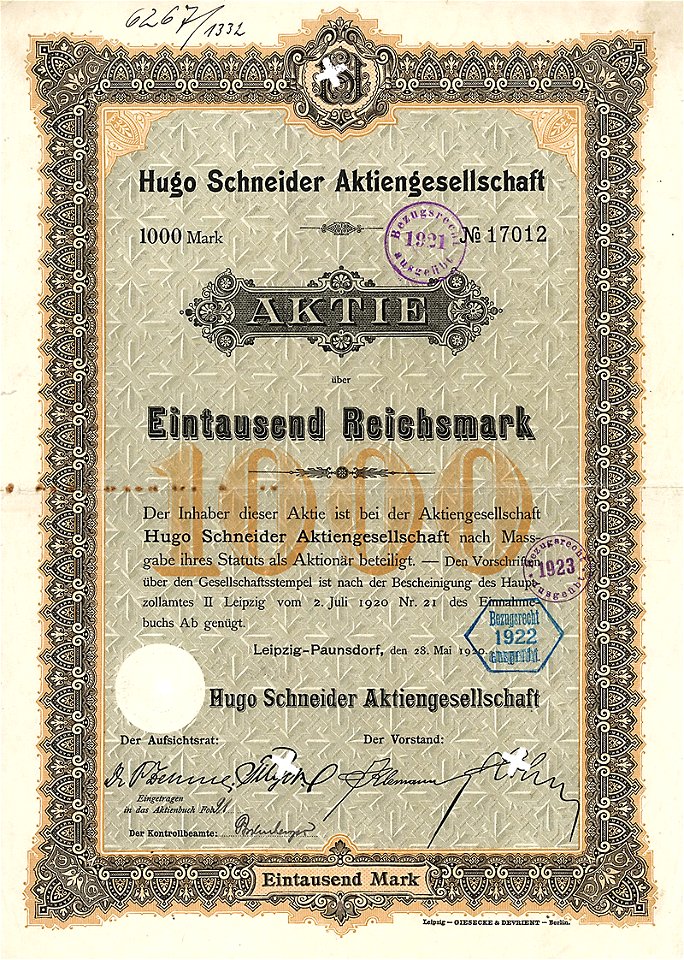 6267/1332
Hugo Schneider Aktiengesellschaft
1000 Mark
Bezugsrecht
1921
ausgeübt
№ 17012
AKTIE
über
Eintausend Reichsmark
1000
Der Inhaber dieser Aktie ist bei der Aktiengesellschaft
Hugo Schneider Aktiengesellschaft nach Mass-
gabe ihres Statuts als Aktionär beteiligt. — Den Vorschriften
über den Gesellschaftsstempel ist nach der Bescheinigung des Haupt-
zollamtes II Leipzig vom 2. Juli 1920 Nr. 21 des Einnahme-
buchs Ab genügt.
Bezugsrecht
1923
ausgeübt
Bezugsrecht
1922
ausgeübt
Leipzig-Paunsdorf, den 28. Mai 1920.
Hugo Schneider Aktiengesellschaft
Der Aufsichtsrat:
Der Vorstand:
Klemann
Eingetragen
in das Aktienbuch Fol.
Der Kontrollbeamte:
Eintausend Mark
Leipzig — GIESECKE & DEVRIENT — Berlin.